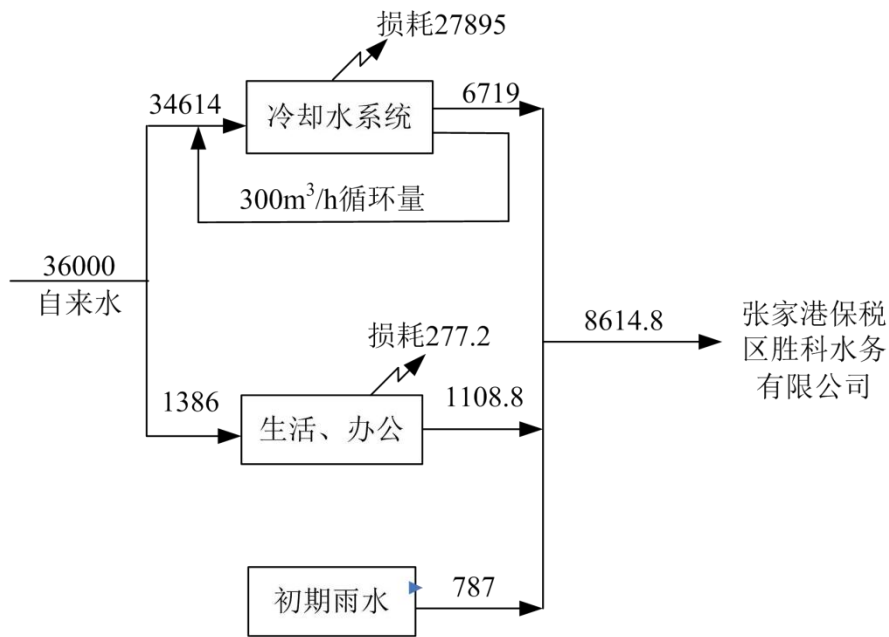 损耗27895
34614
冷却水系统
6719
300m³/h循环量
36000
自来水
8614.8
张家港保税
区胜科水务
有限公司
损耗277.2
1386
生活、办公
1108.8
初期雨水
787